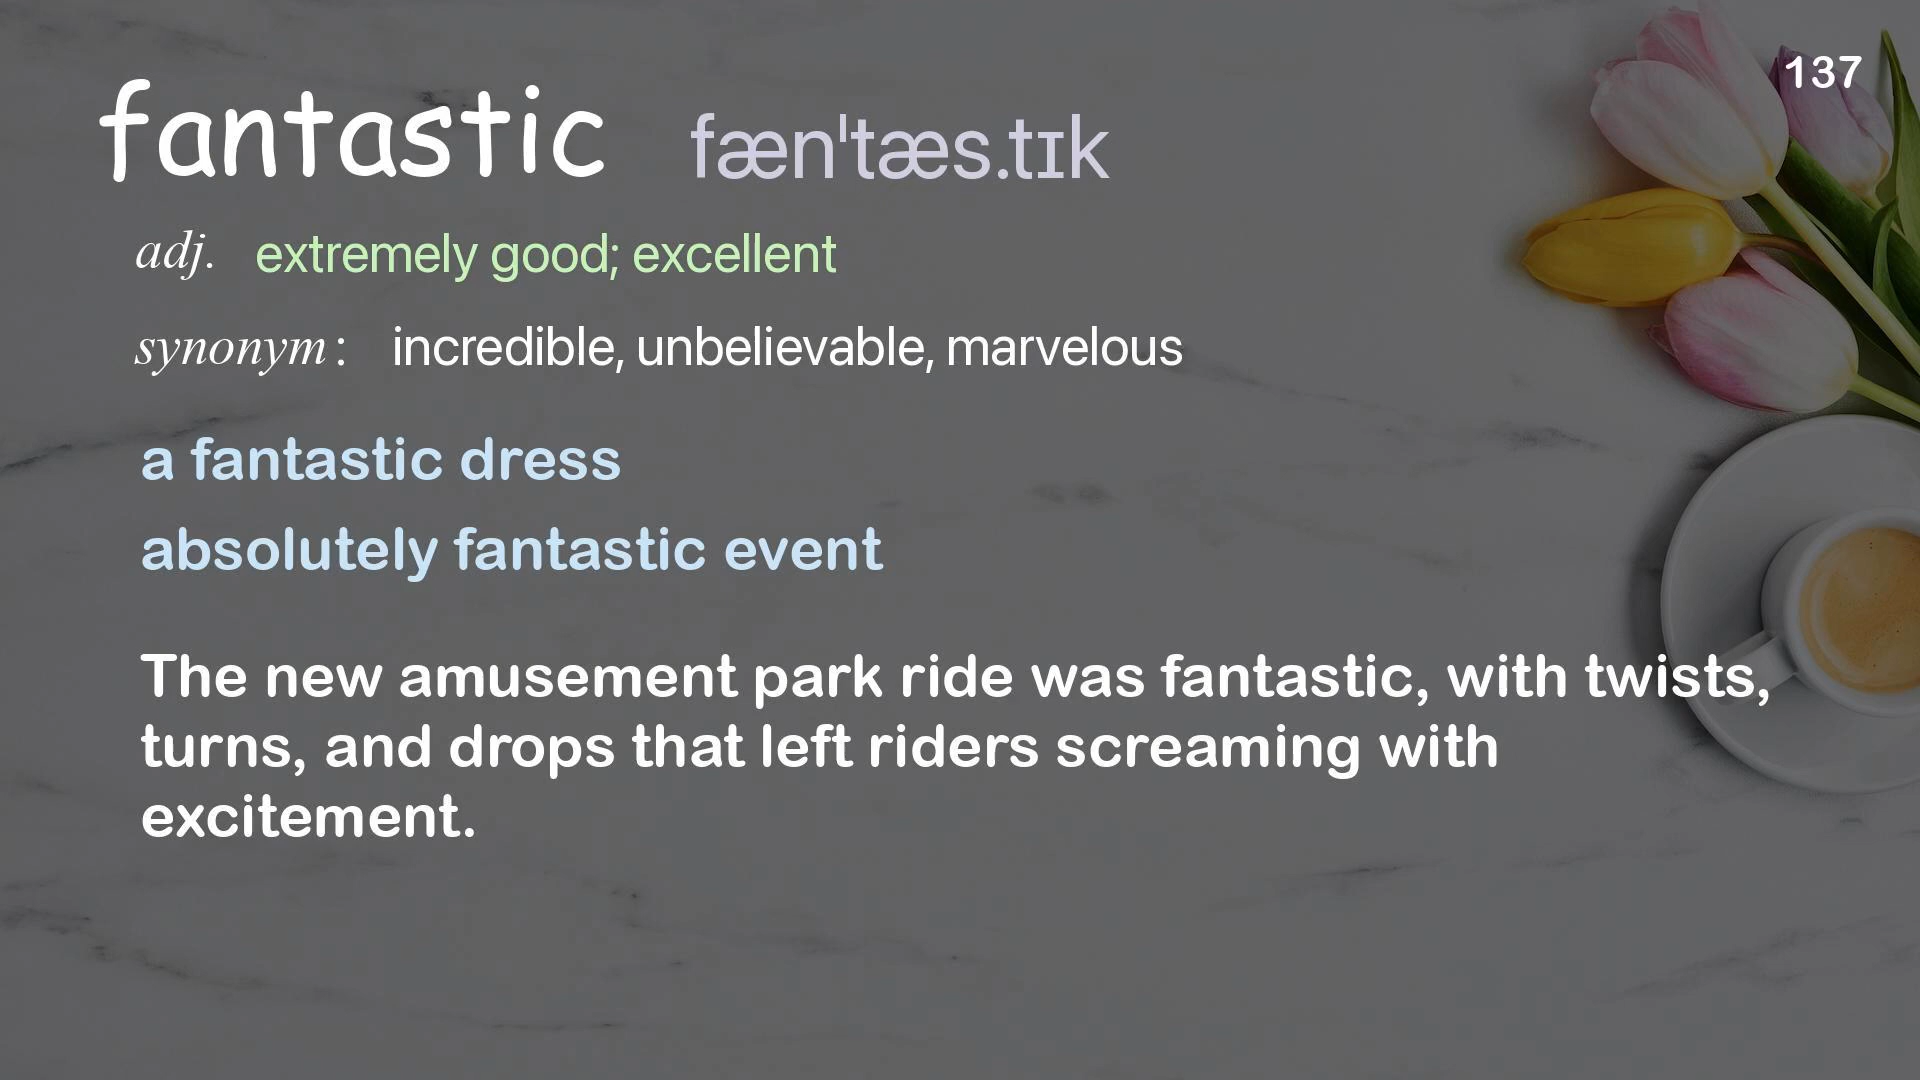 137
fantastic fæn'tæs.tɪk
adj. extremely good; excellent
synonym: incredible, unbelievable, marvelous
a fantastic dress
absolutely fantastic event
The new amusement park ride was fantastic, with twists,
turns, and drops that left riders screaming with
excitement.